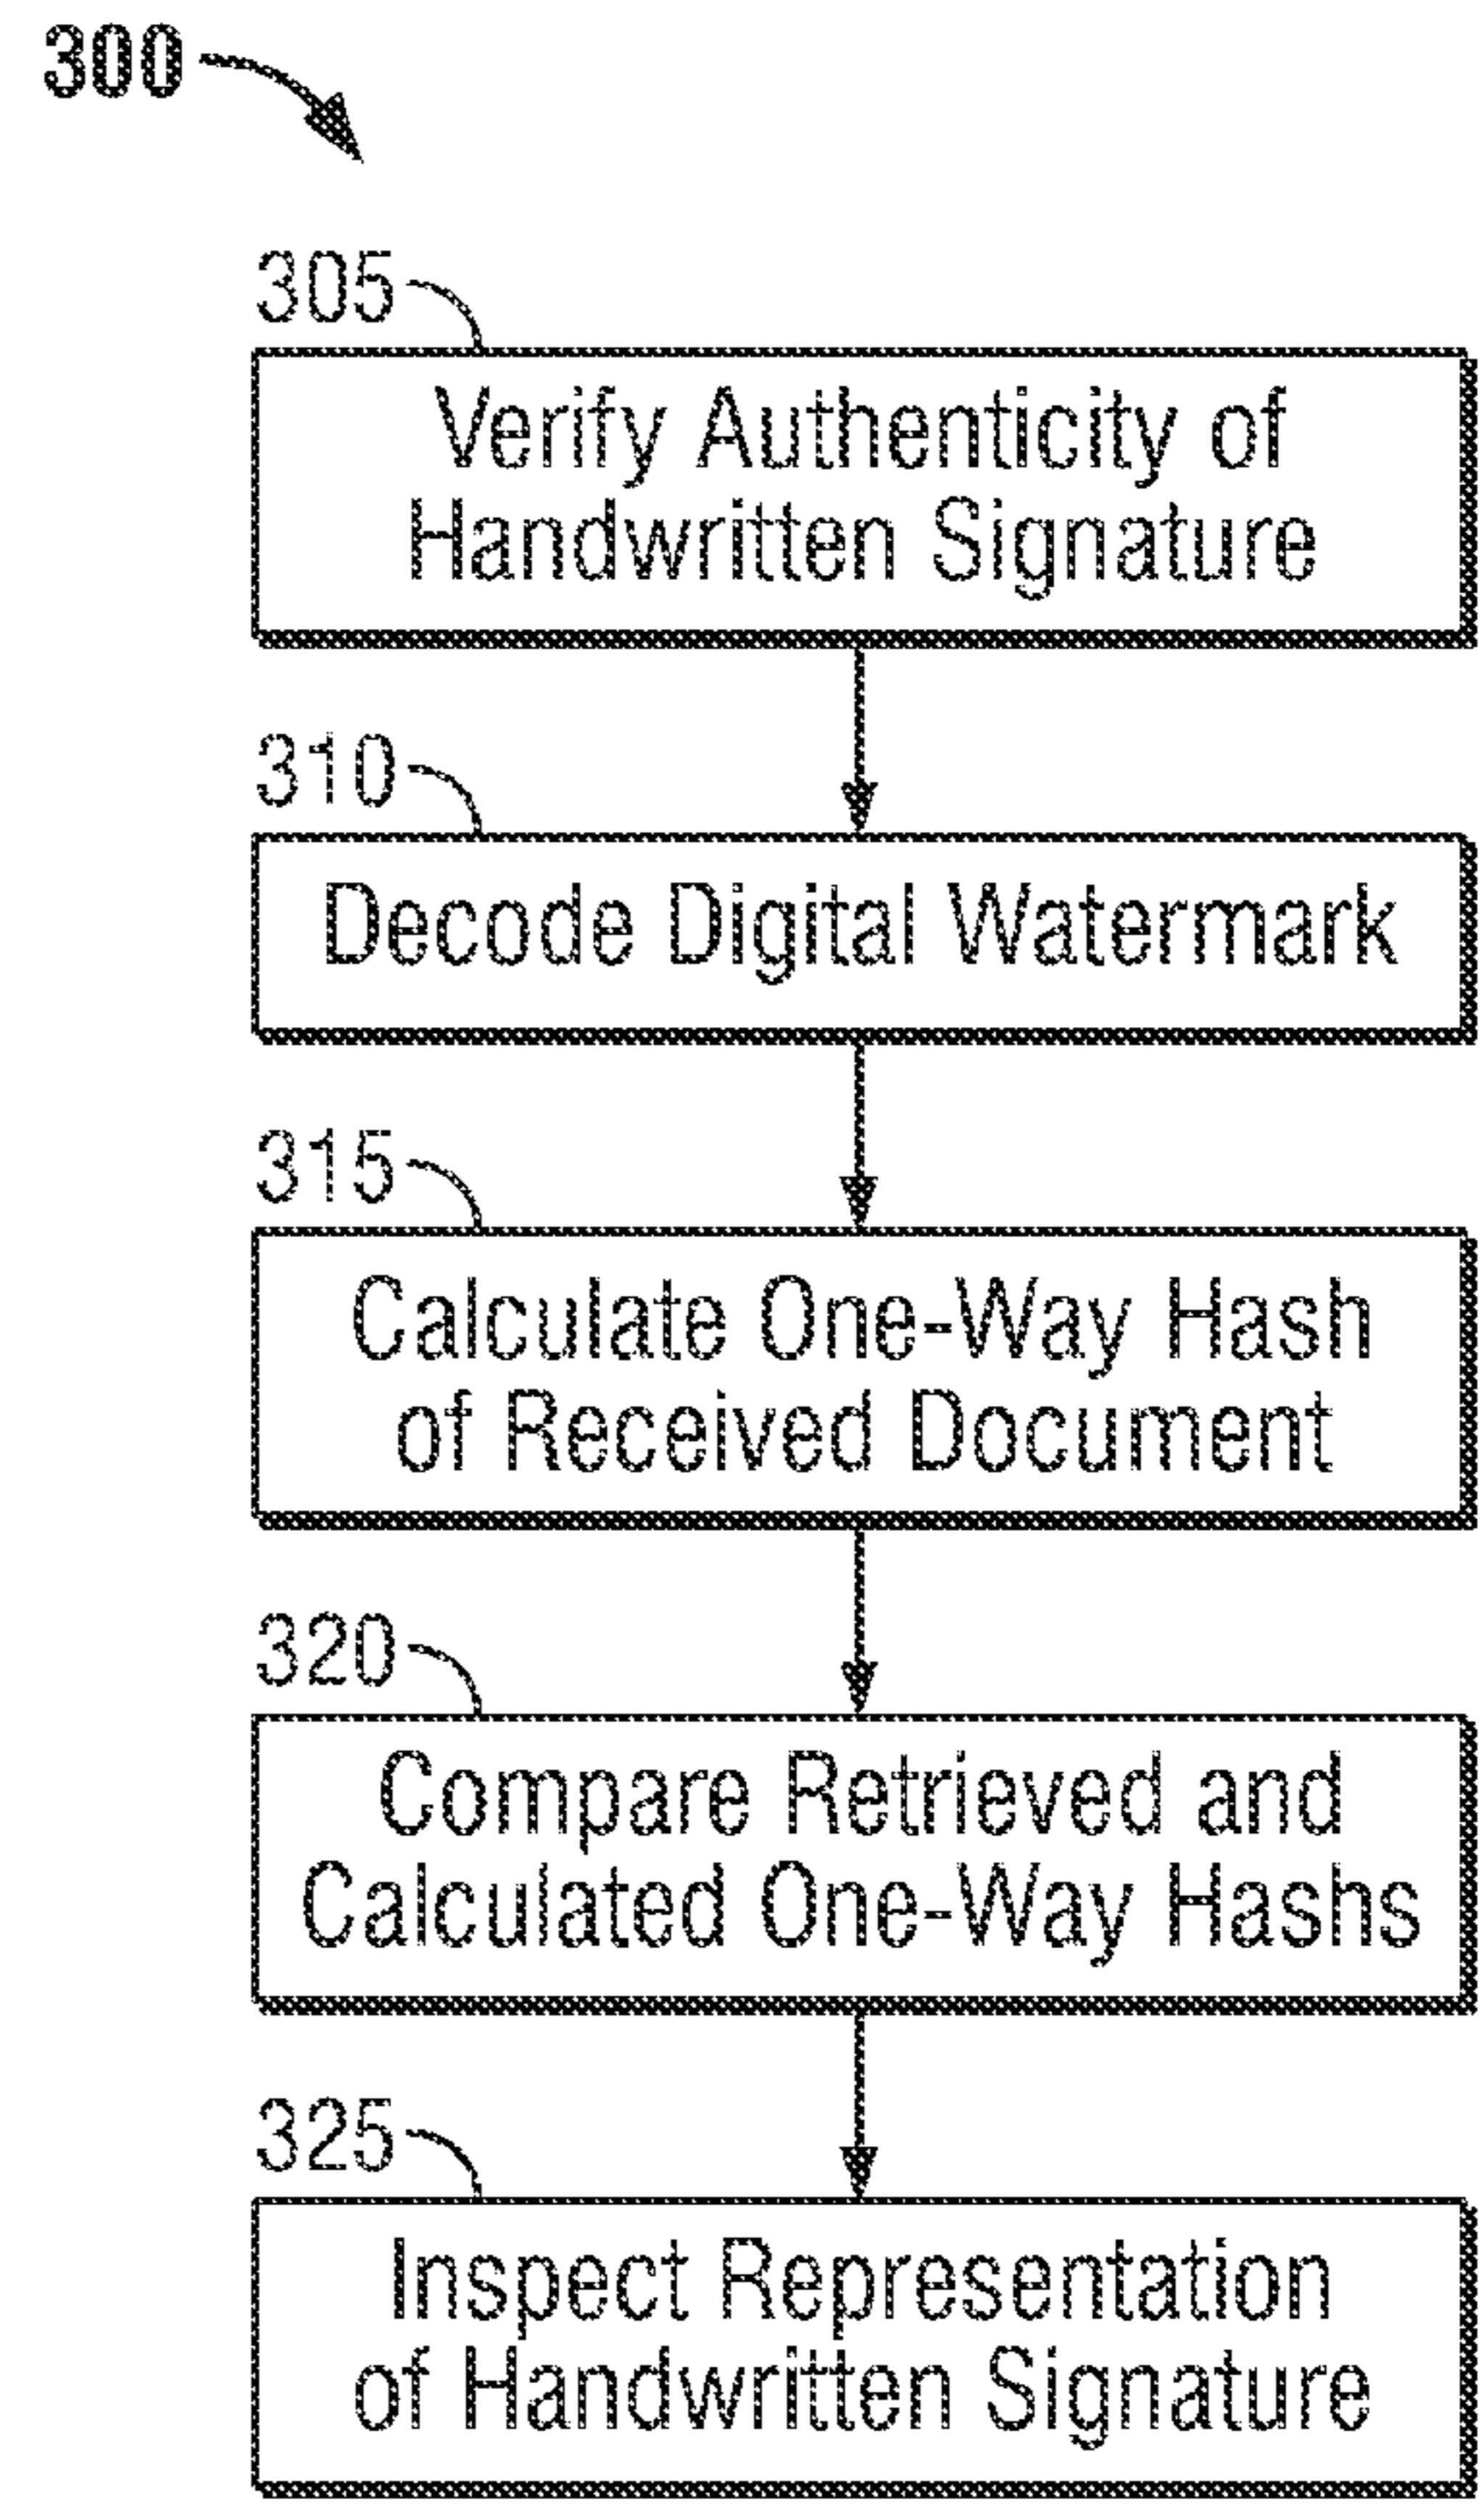 300
305
Verify Authenticity of
Handwritten Signature
310
Decode Digital Watermark
315
Calculate One-Way Hash
of Received Document
320
Compare Retrieved and
Calculated One-Way Hashs
325
Inspect Representation
of Handwritten Signature